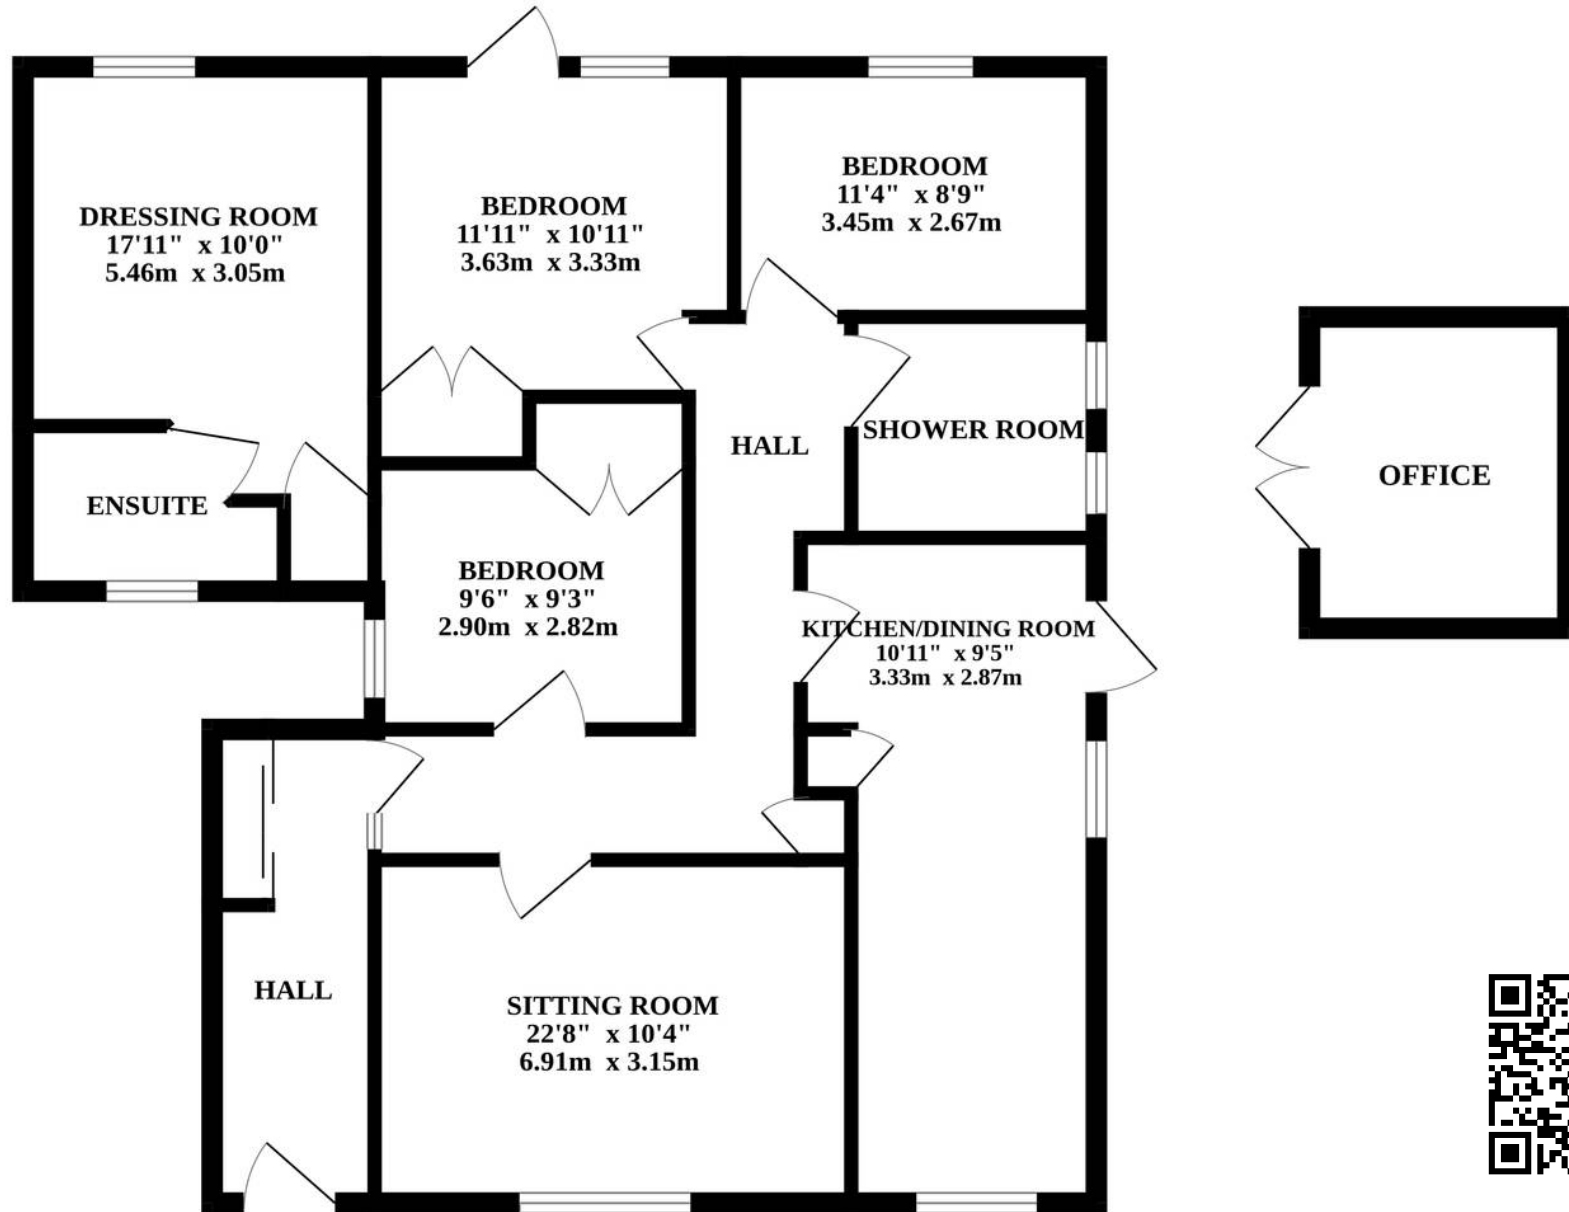 BEDROOM
11'4" x 8'9"
3.45m x 2.67m
BEDROOM
11'11" x 10'11"
3.63m x 3.33m
DRESSING ROOM
17'11" x 10'0"
5.46m x 3.05m
SHOWER ROOM
HALL
OFFICE
ENSUITE
BEDROOM
9'6" x 9'3"
2.90m x 2.82m
KITCHEN/DINING ROOM
10'11" x 9'5"
3.33m x 2.87m
HALL
SITTING ROOM
22'8" x 10'4"
6.91m x 3.15m